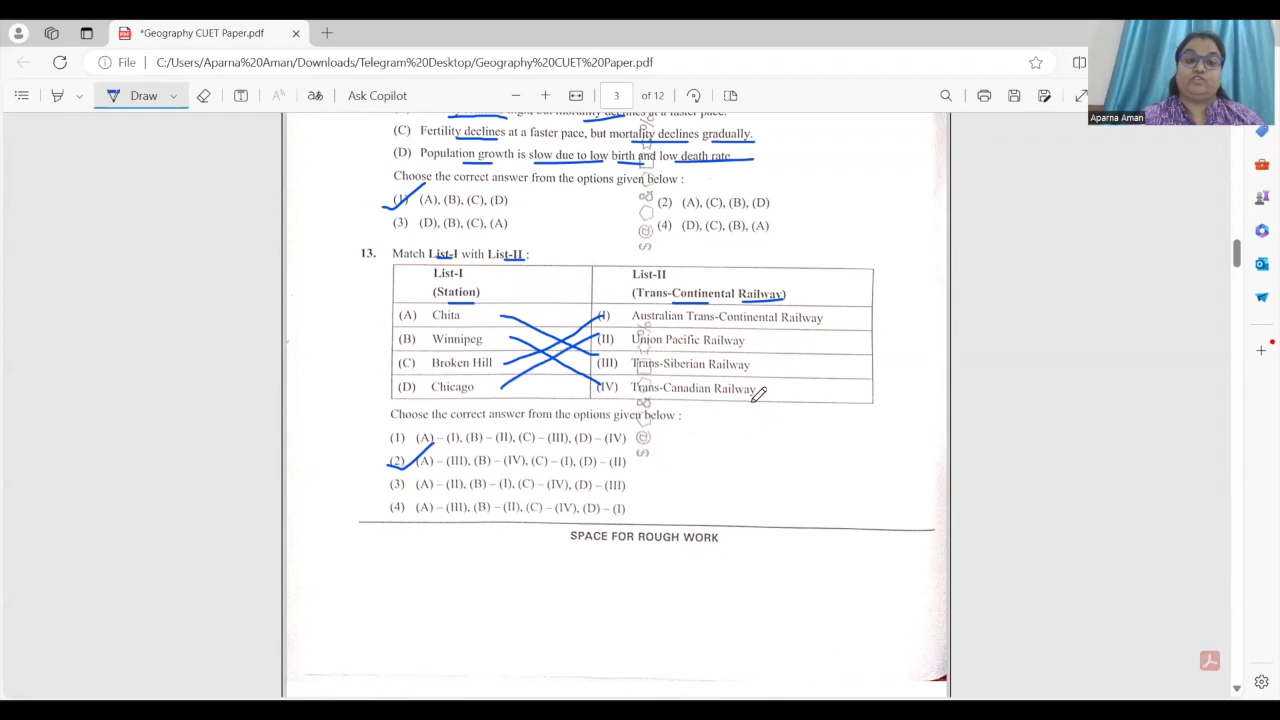 *Geography CUET Paper.pdf
File
C:/Users/Aparna%20Aman/Downloads/Telegram%20Desktop/Geography%20CUET%20Paper.pdf
Draw
Ask Copilot
3 of 12
Aparna Aman
(C) Fertility declines at a faster pace, but mortality declines gradually.
(D) Population growth is slow due to low birth and low death rate.
Choose the correct answer from the options given below :
(1) (A), (B), (C), (D)
(2) (A), (C), (B), (D)
(3) (D), (B), (C), (A)
(4) (D), (C), (B), (A)
13. Match List-I with List-II :
List-I
List-II
(Station)
(Trans-Continental Railway)
(A) Chita
(I) Australian Trans-Continental Railway
(B) Winnipeg
(II) Union Pacific Railway
(C) Broken Hill
(III) Trans-Siberian Railway
(D) Chicago
(IV) Trans-Canadian Railway
Choose the correct answer from the options given below :
(1) (A) – (I), (B) – (II), (C) – (III), (D) – (IV)
(2) (A) – (III), (B) – (IV), (C) – (I), (D) – (II)
(3) (A) – (II), (B) – (I), (C) – (IV), (D) – (III)
(4) (A) – (III), (B) – (II), (C) – (IV), (D) – (I)
SPACE FOR ROUGH WORK